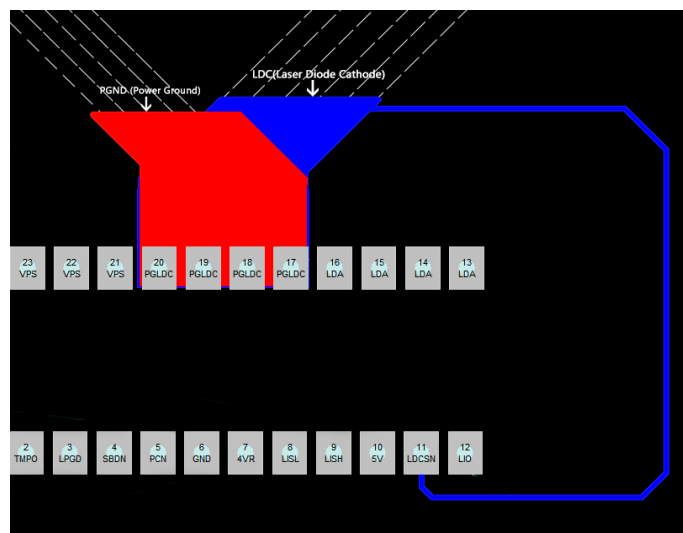 LDC(Laser Diode Cathode)
PGND (Power Ground)
23 22 21 20 19 18 17 16 15 14 13
VPS VPS VPS PGLDC PGLDC PGLDC PGLDC LDA LDA LDA LDA
2 3 4 5 6 7 8 9 10 11 12
TMPO LPGD SBDN PCN GND 4VR LISL LISH 5V LDCSN LIO